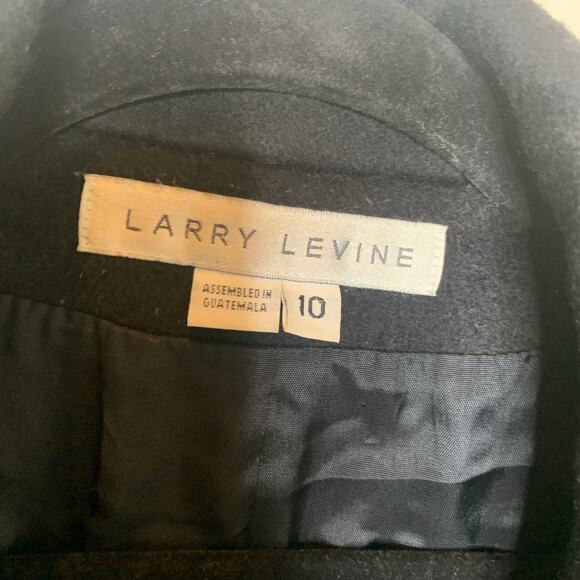 LARRY LEVINE
ASSEMBLED IN
GUATEMALA
10